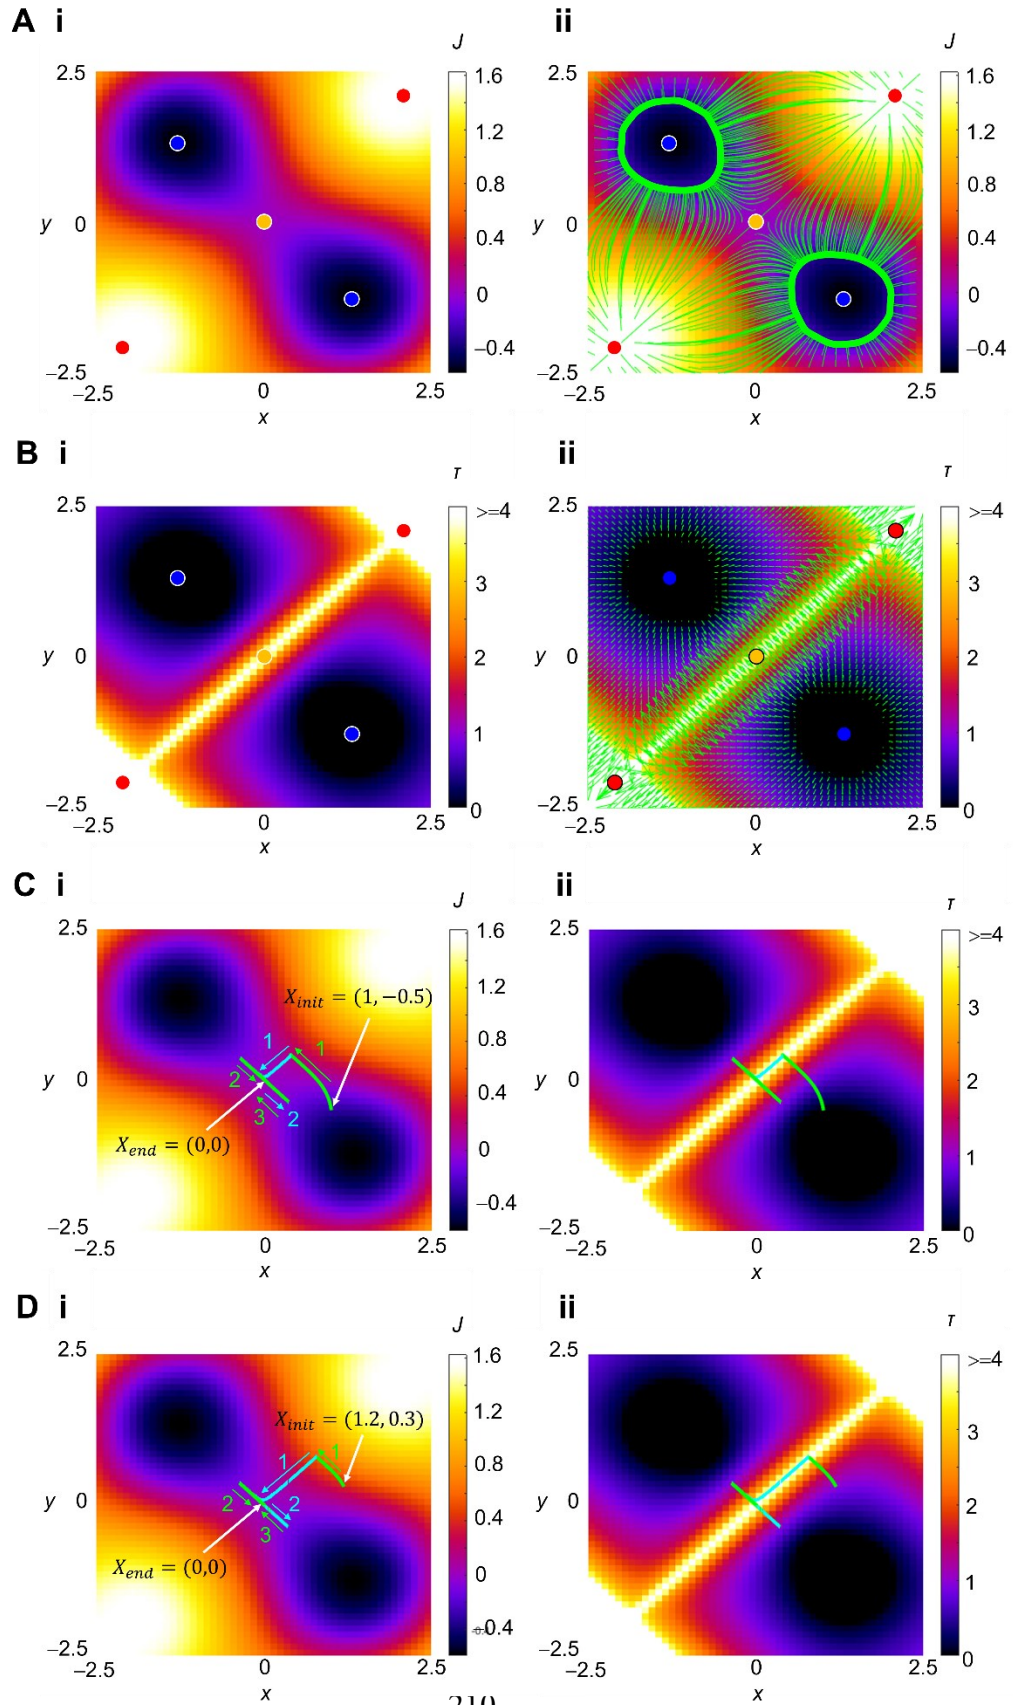 A i ii
J J
2.5 2.5
1.6 1.6
1.2 1.2
0.8 0.8
y 0 y 0
0.4 0.4
0 0
−0.4 −0.4
−2.5 −2.5
−2.5 0 2.5 −2.5 0 2.5
x x
B i ii
τ τ
2.5 >=4 2.5 >=4
3 3
y 0 2 y 0 2
1 1
−2.5 0 −2.5 0
−2.5 0 2.5 −2.5 0 2.5
x x
C i ii
J τ
2.5 1.6 2.5 >=4
1.2 3
X_init = (1, −0.5)
0.8
1 1
y 0 y 0 2
2 0.4
3 2
X_end = (0,0) 0 1
−0.4
−2.5 −2.5 0
−2.5 0 2.5 −2.5 0 2.5
x x
D i ii
J τ
2.5 1.6 2.5 >=4
1.2 3
X_init = (1.2, 0.3)
0.8
1 1
y 0 2 2 y 0 2
3 0.4
X_end = (0,0) 0 1
0.4
−2.5 −2.5 0
−2.5 0 2.5 −2.5 0 2.5
x x
210